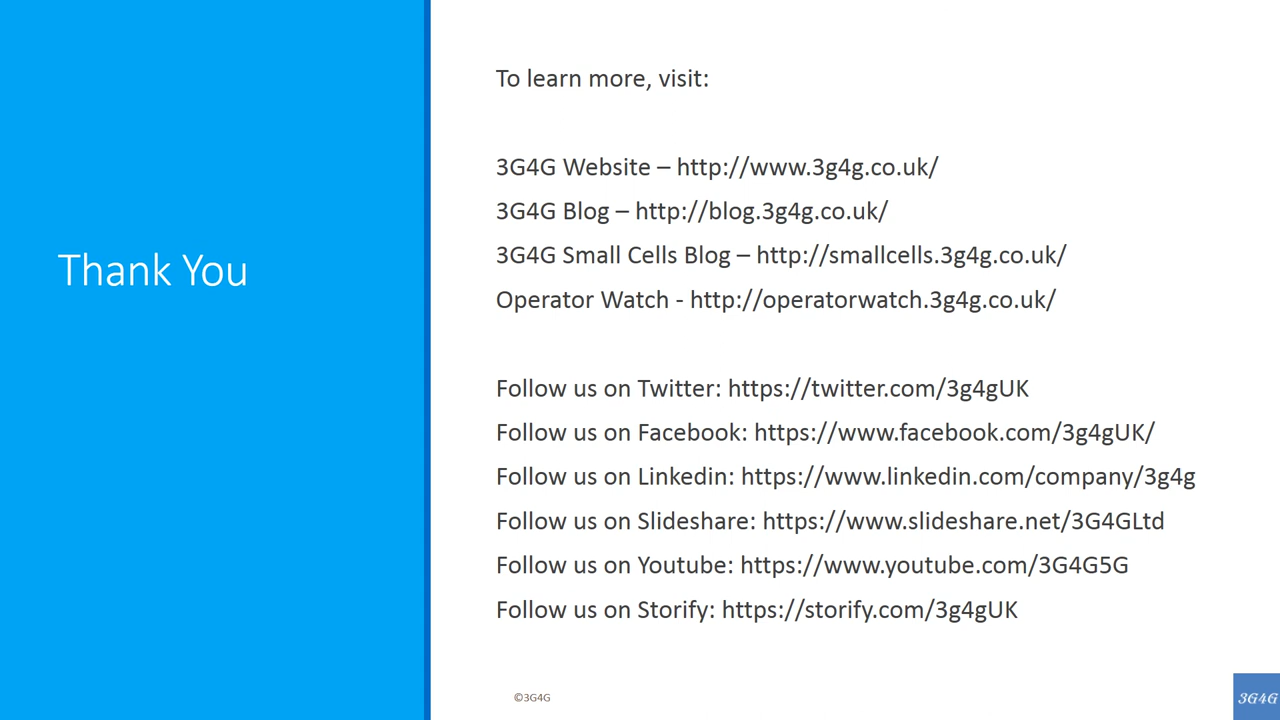 Thank You
To learn more, visit:
3G4G Website – http://www.3g4g.co.uk/
3G4G Blog – http://blog.3g4g.co.uk/
3G4G Small Cells Blog – http://smallcells.3g4g.co.uk/
Operator Watch - http://operatorwatch.3g4g.co.uk/
Follow us on Twitter: https://twitter.com/3g4gUK
Follow us on Facebook: https://www.facebook.com/3g4gUK/
Follow us on Linkedin: https://www.linkedin.com/company/3g4g
Follow us on Slideshare: https://www.slideshare.net/3G4GLtd
Follow us on Youtube: https://www.youtube.com/3G4G5G
Follow us on Storify: https://storify.com/3g4gUK
©3G4G
3G4G